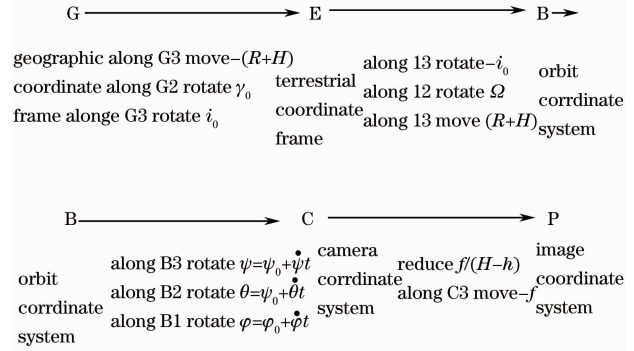 G E B
geographic along G3 move−(R+H)
coordinate along G2 rotate γ₀
frame alonge G3 rotate i₀
terrestrial
coordinate
frame
along 13 rotate−i₀
along 12 rotate Ω
along 13 move (R+H)
orbit
corrdinate
system
B C P
orbit
corrdinate
system
along B3 rotate ψ=ψ₀+ψ̇t
along B2 rotate θ=ψ₀+θ̇t
along B1 rotate φ=φ₀+φ̇t
camera
corrdinate
system
reduce f/(H−h)
along C3 move−f
image
coordinate
system